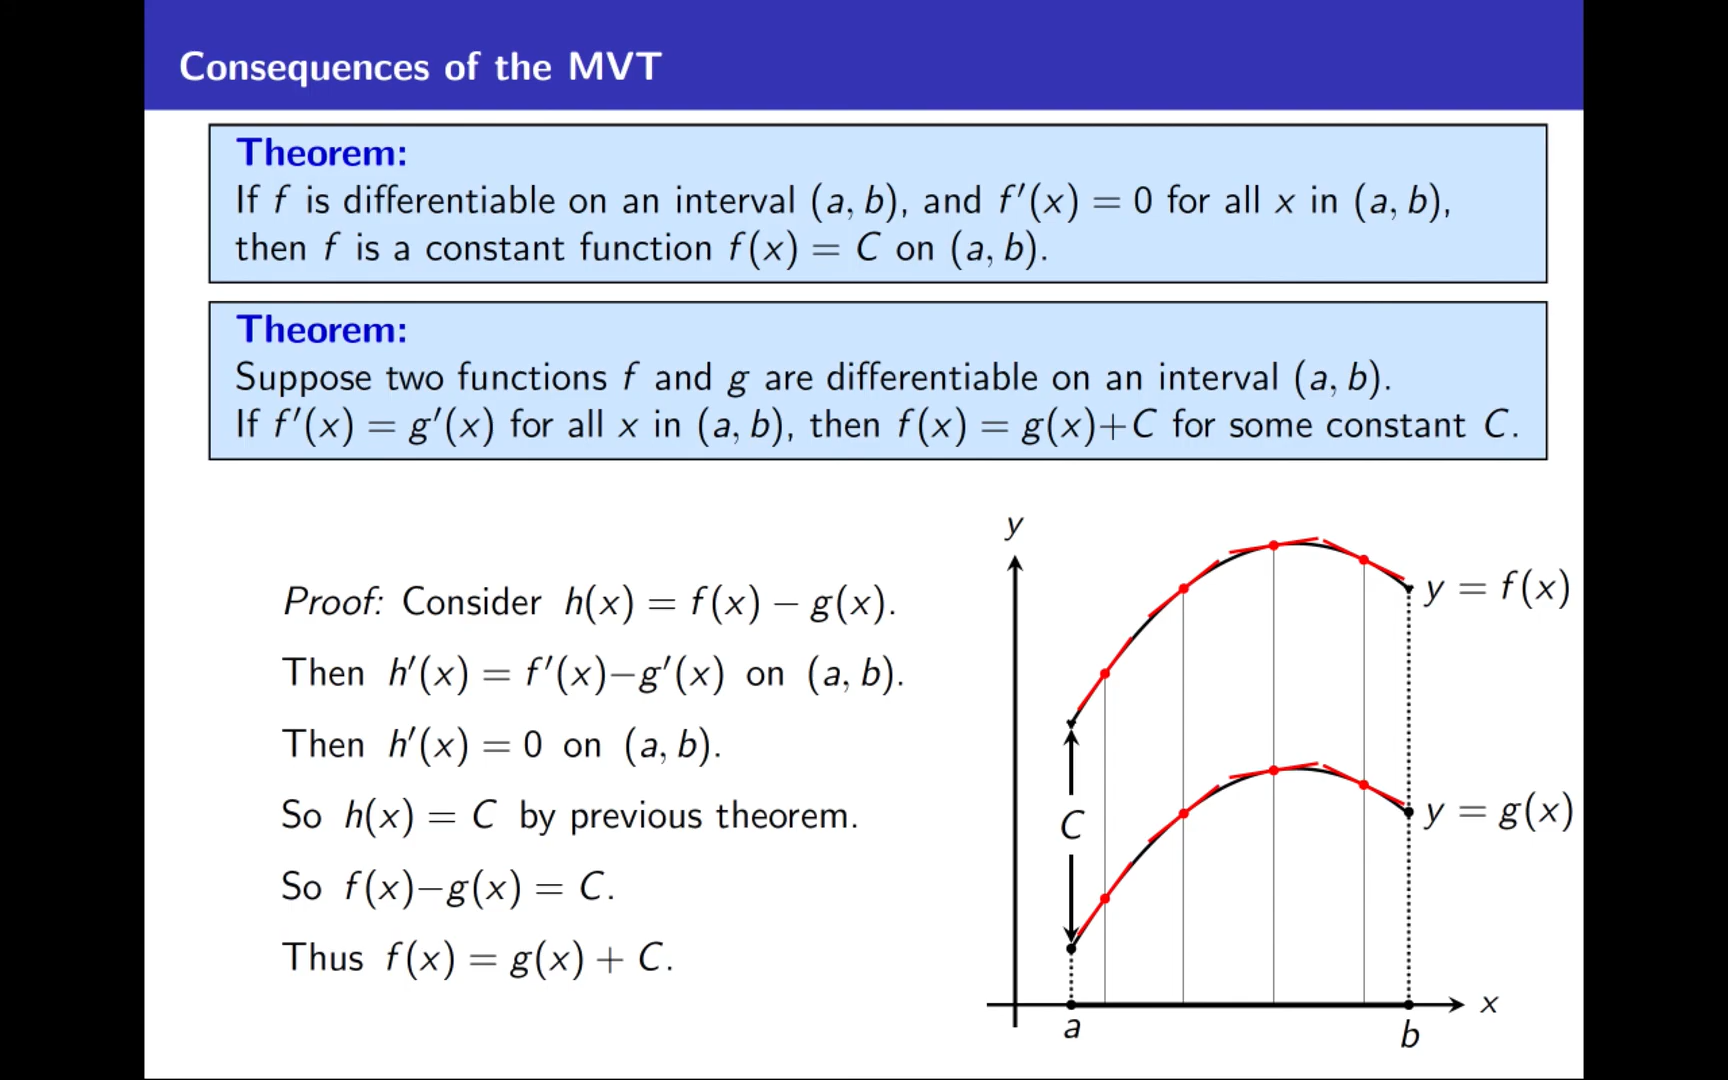 Consequences of the MVT
Theorem:
If f is differentiable on an interval (a, b), and f′(x) = 0 for all x in (a, b),
then f is a constant function f(x) = C on (a, b).
Theorem:
Suppose two functions f and g are differentiable on an interval (a, b).
If f′(x) = g′(x) for all x in (a, b), then f(x) = g(x)+C for some constant C.
Proof: Consider h(x) = f(x) − g(x).
Then h′(x) = f′(x)−g′(x) on (a, b).
Then h′(x) = 0 on (a, b).
So h(x) = C by previous theorem.
So f(x)−g(x) = C.
Thus f(x) = g(x) + C.
y
y = f(x)
C
y = g(x)
x
a
b